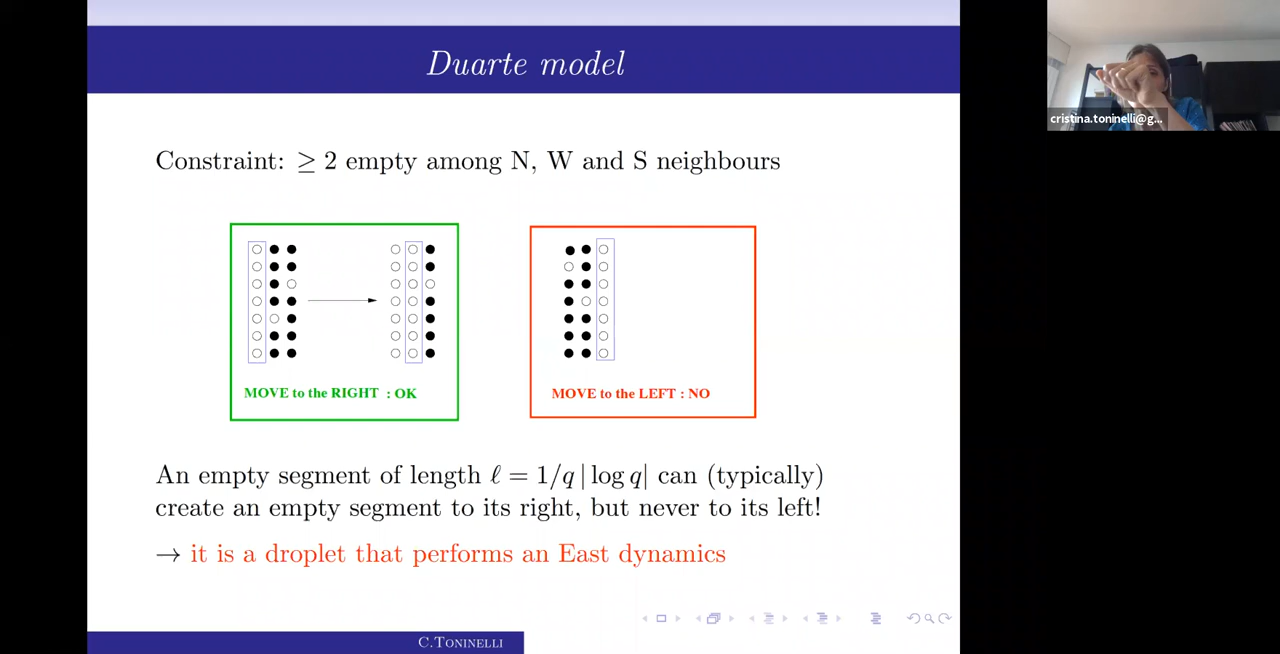 Duarte model
cristina.toninelli@g...
Constraint: ≥ 2 empty among N, W and S neighbours
MOVE to the RIGHT : OK
MOVE to the LEFT : NO
An empty segment of length ℓ = 1/q | log q| can (typically)
create an empty segment to its right, but never to its left!
→ it is a droplet that performs an East dynamics
C.Toninelli